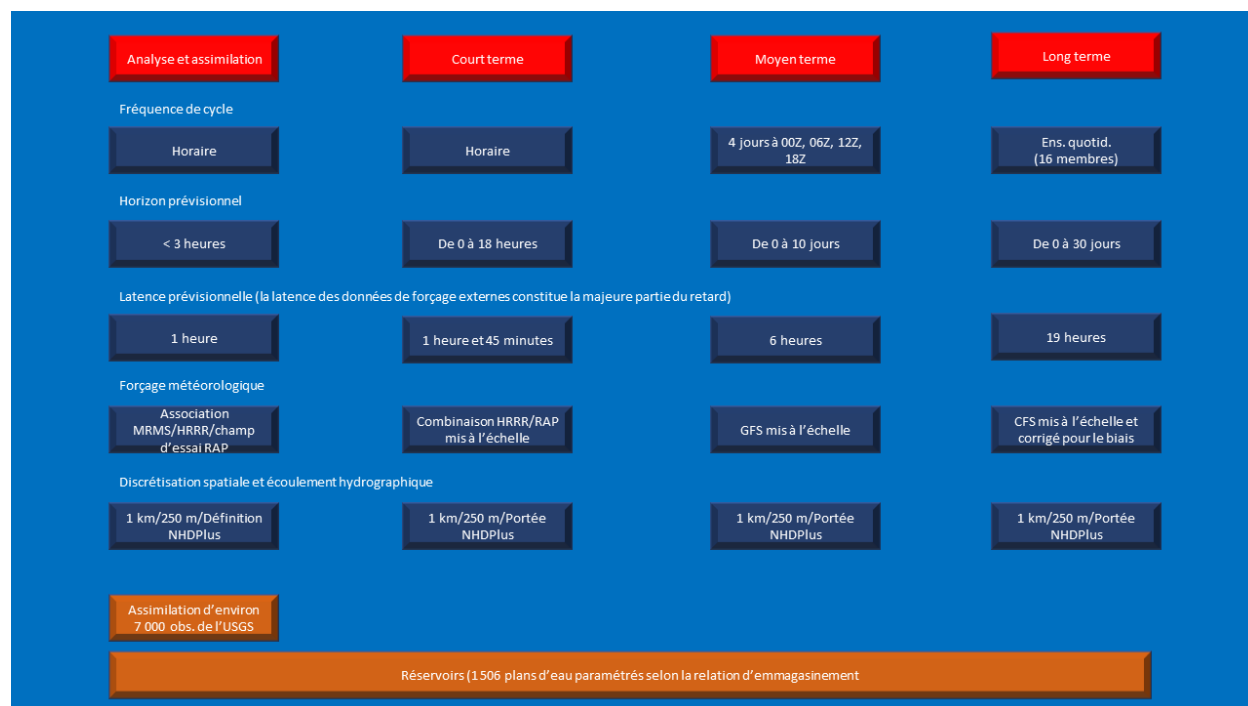 Analyse et assimilation
Court terme
Moyen terme
Long terme
Fréquence de cycle
Horaire
Horaire
4 jours à 00Z, 06Z, 12Z,
18Z
Ens. quotid.
(16 membres)
Horizon prévisionnel
< 3 heures
De 0 à 18 heures
De 0 à 10 jours
De 0 à 30 jours
Latence prévisionnelle (la latence des données de forçage externes constitue la majeure partie du retard)
1 heure
1 heure et 45 minutes
6 heures
19 heures
Forçage météorologique
Association
MRMS/HRRR/champ
d’essai RAP
Combinaison HRRR/RAP
mis à l’échelle
GFS mis à l’échelle
CFS mis à l’échelle et
corrigé pour le biais
Discrétisation spatiale et écoulement hydrographique
1 km/250 m/Définition
NHDPlus
1 km/250 m/Portée
NHDPlus
1 km/250 m/Portée
NHDPlus
1 km/250 m/Portée
NHDPlus
Assimilation d’environ
7 000 obs. de l’USGS
Réservoirs (1506 plans d’eau paramétrés selon la relation d’emmagasinement